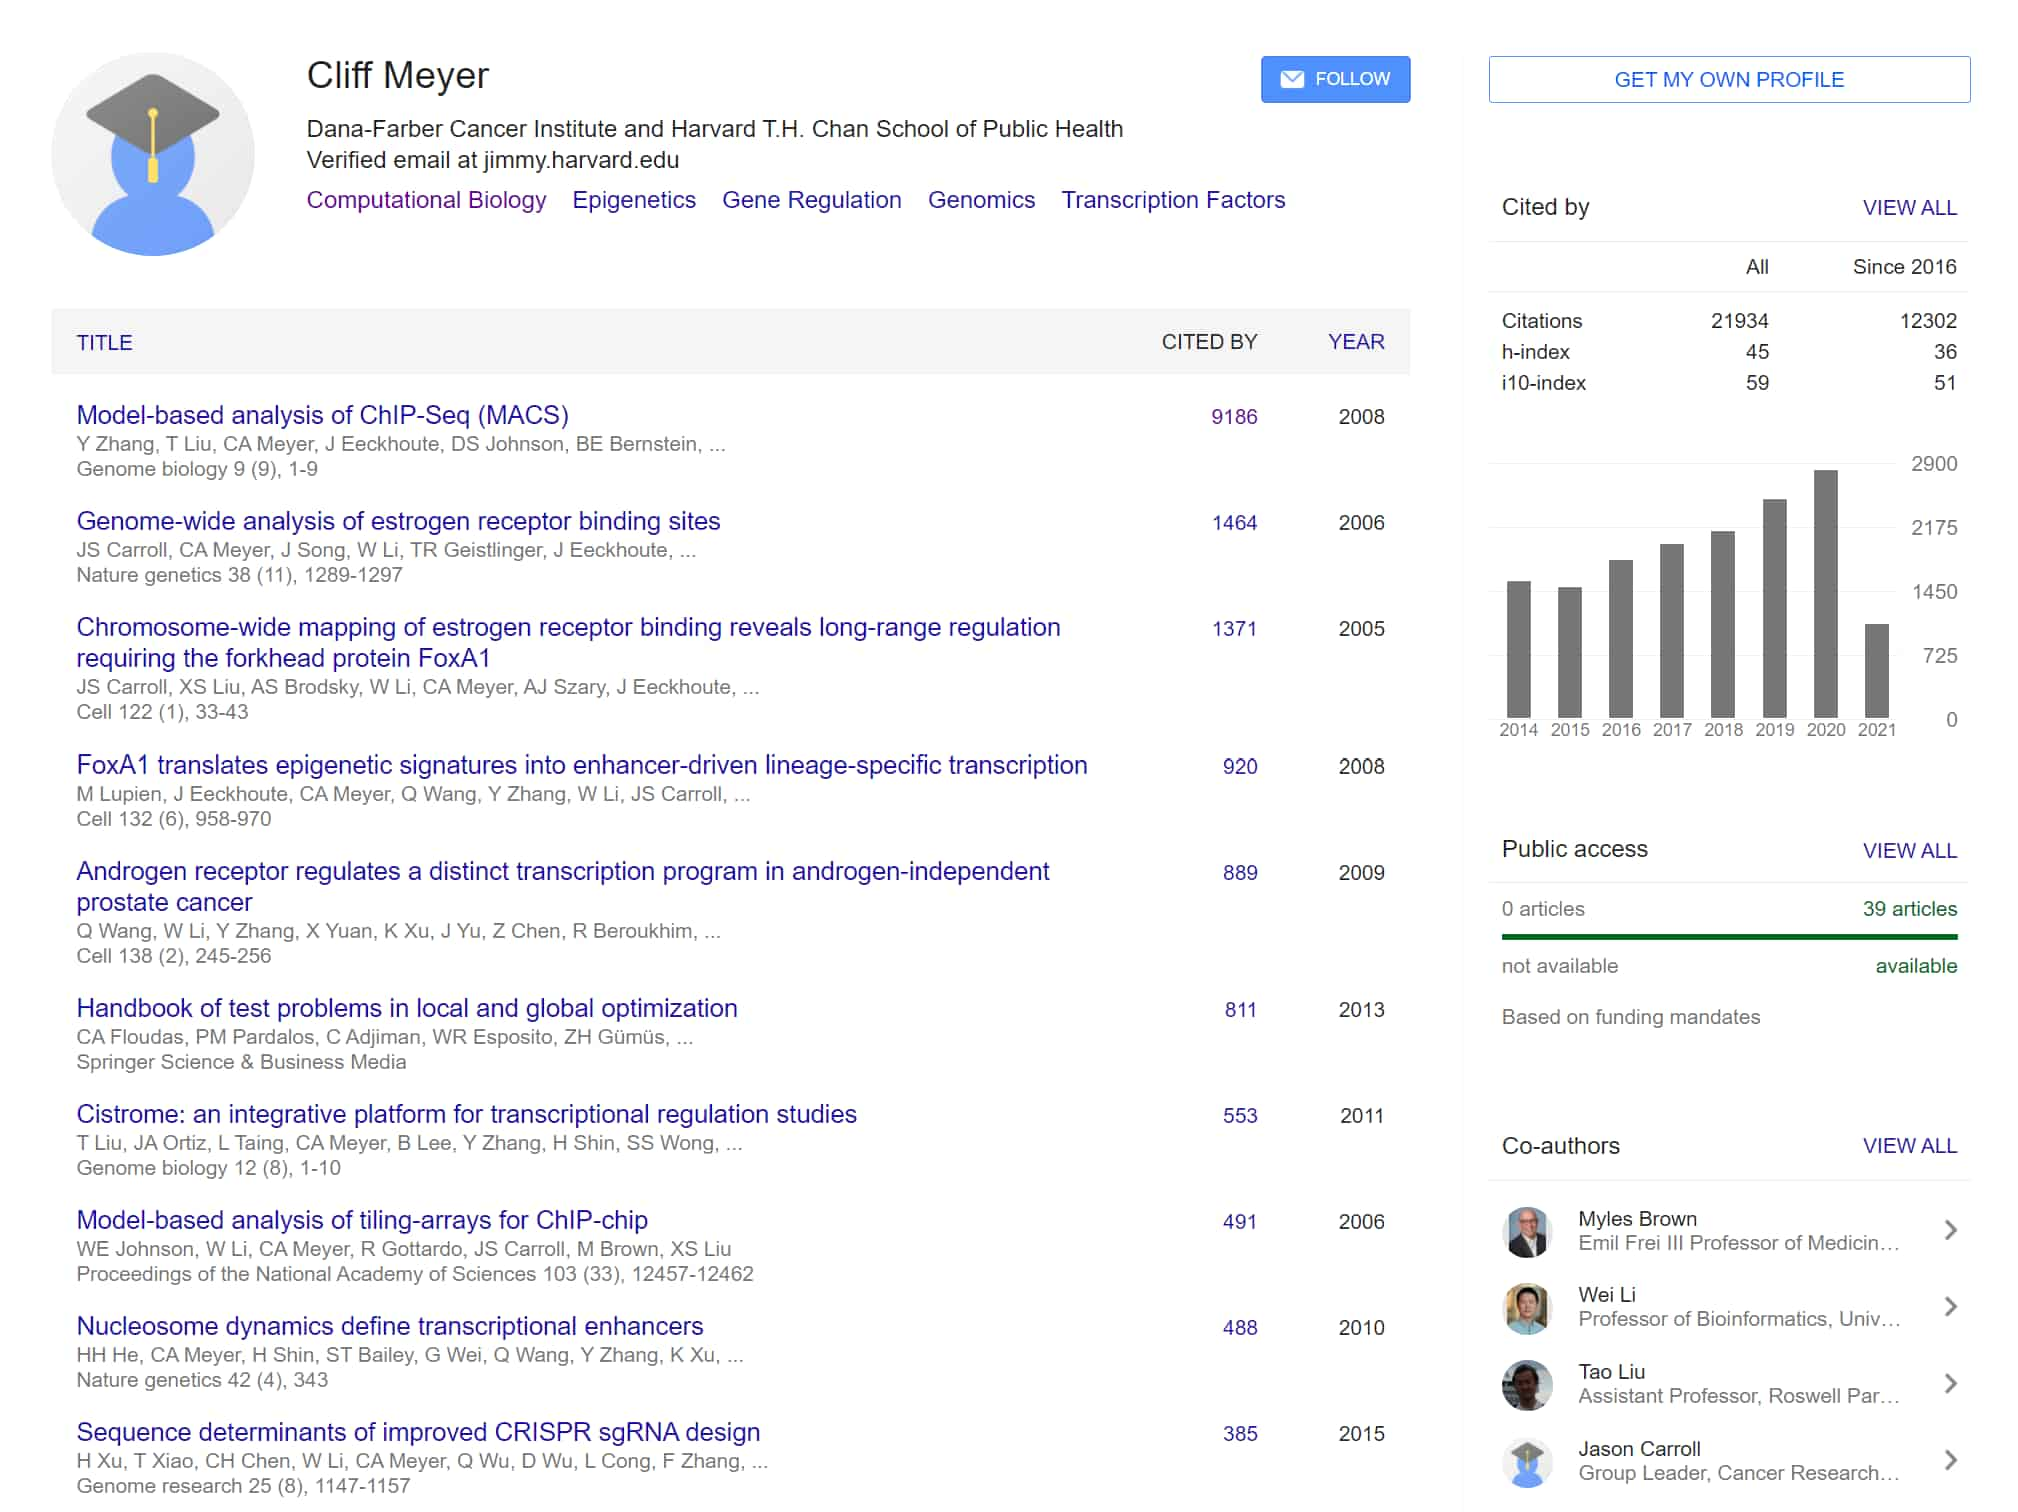 Cliff Meyer
FOLLOW
Dana-Farber Cancer Institute and Harvard T.H. Chan School of Public Health
Verified email at jimmy.harvard.edu
Computational Biology Epigenetics Gene Regulation Genomics Transcription Factors
TITLE CITED BY YEAR
Model-based analysis of ChIP-Seq (MACS) 9186 2008
Y Zhang, T Liu, CA Meyer, J Eeckhoute, DS Johnson, BE Bernstein, ...
Genome biology 9 (9), 1-9
Genome-wide analysis of estrogen receptor binding sites 1464 2006
JS Carroll, CA Meyer, J Song, W Li, TR Geistlinger, J Eeckhoute, ...
Nature genetics 38 (11), 1289-1297
Chromosome-wide mapping of estrogen receptor binding reveals long-range regulation 1371 2005
requiring the forkhead protein FoxA1
JS Carroll, XS Liu, AS Brodsky, W Li, CA Meyer, AJ Szary, J Eeckhoute, ...
Cell 122 (1), 33-43
FoxA1 translates epigenetic signatures into enhancer-driven lineage-specific transcription 920 2008
M Lupien, J Eeckhoute, CA Meyer, Q Wang, Y Zhang, W Li, JS Carroll, ...
Cell 132 (6), 958-970
Androgen receptor regulates a distinct transcription program in androgen-independent 889 2009
prostate cancer
Q Wang, W Li, Y Zhang, X Yuan, K Xu, J Yu, Z Chen, R Beroukhim, ...
Cell 138 (2), 245-256
Handbook of test problems in local and global optimization 811 2013
CA Floudas, PM Pardalos, C Adjiman, WR Esposito, ZH Gümüs, ...
Springer Science & Business Media
Cistrome: an integrative platform for transcriptional regulation studies 553 2011
T Liu, JA Ortiz, L Taing, CA Meyer, B Lee, Y Zhang, H Shin, SS Wong, ...
Genome biology 12 (8), 1-10
Model-based analysis of tiling-arrays for ChIP-chip 491 2006
WE Johnson, W Li, CA Meyer, R Gottardo, JS Carroll, M Brown, XS Liu
Proceedings of the National Academy of Sciences 103 (33), 12457-12462
Nucleosome dynamics define transcriptional enhancers 488 2010
HH He, CA Meyer, H Shin, ST Bailey, G Wei, Q Wang, Y Zhang, K Xu, ...
Nature genetics 42 (4), 343
Sequence determinants of improved CRISPR sgRNA design 385 2015
H Xu, T Xiao, CH Chen, W Li, CA Meyer, Q Wu, D Wu, L Cong, F Zhang, ...
Genome research 25 (8), 1147-1157
GET MY OWN PROFILE
Cited by VIEW ALL
All Since 2016
Citations 21934 12302
h-index 45 36
i10-index 59 51
2900
2175
1450
725
0
2014 2015 2016 2017 2018 2019 2020 2021
Public access VIEW ALL
0 articles 39 articles
not available available
Based on funding mandates
Co-authors VIEW ALL
Myles Brown
Emil Frei III Professor of Medicin...
Wei Li
Professor of Bioinformatics, Univ...
Tao Liu
Assistant Professor, Roswell Par...
Jason Carroll
Group Leader, Cancer Research...